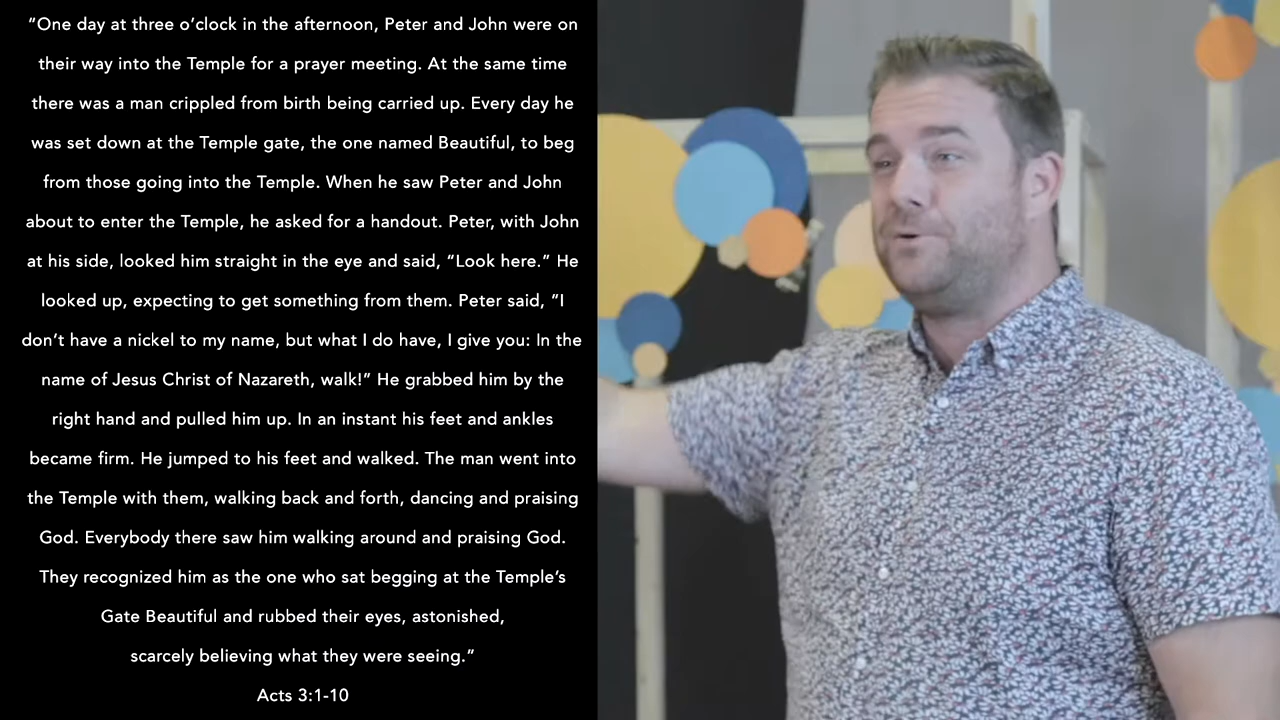 “One day at three o’clock in the afternoon, Peter and John were on
their way into the Temple for a prayer meeting. At the same time
there was a man crippled from birth being carried up. Every day he
was set down at the Temple gate, the one named Beautiful, to beg
from those going into the Temple. When he saw Peter and John
about to enter the Temple, he asked for a handout. Peter, with John
at his side, looked him straight in the eye and said, “Look here.” He
looked up, expecting to get something from them. Peter said, “I
don’t have a nickel to my name, but what I do have, I give you: In the
name of Jesus Christ of Nazareth, walk!” He grabbed him by the
right hand and pulled him up. In an instant his feet and ankles
became firm. He jumped to his feet and walked. The man went into
the Temple with them, walking back and forth, dancing and praising
God. Everybody there saw him walking around and praising God.
They recognized him as the one who sat begging at the Temple’s
Gate Beautiful and rubbed their eyes, astonished,
scarcely believing what they were seeing.”
Acts 3:1-10